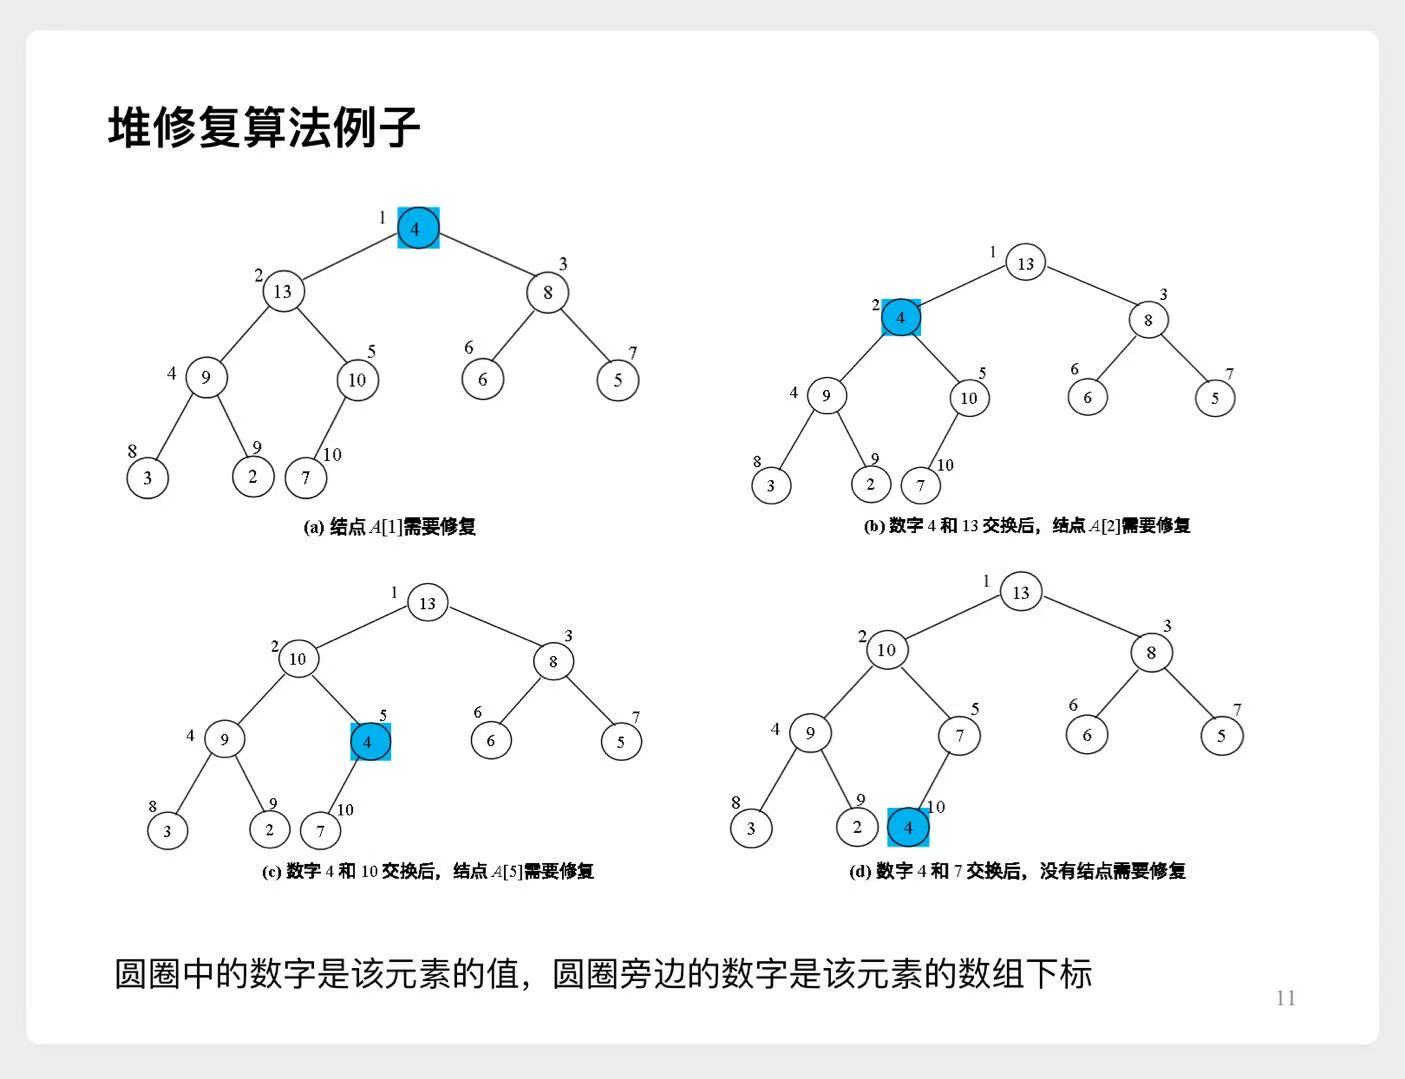 堆修复算法例子
1 4
2 13 3 8
4 9 5 10 6 6 7 5
8 3 9 2 10 7
(a) 结点 A[1]需要修复
1 13
2 4 3 8
4 9 5 10 6 6 7 5
8 3 9 2 10 7
(b) 数字 4 和 13 交换后，结点 A[2]需要修复
1 13
2 10 3 8
4 9 5 4 6 6 7 5
8 3 9 2 10 7
(c) 数字 4 和 10 交换后，结点 A[5]需要修复
1 13
2 10 3 8
4 9 5 7 6 6 7 5
8 3 9 2 10 4
(d) 数字 4 和 7 交换后，没有结点需要修复
圆圈中的数字是该元素的值，圆圈旁边的数字是该元素的数组下标
11